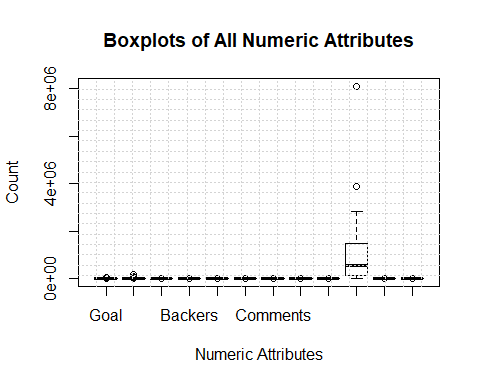 Boxplots of All Numeric Attributes
Count
8e+06
4e+06
0e+00
Goal Backers Comments
Numeric Attributes